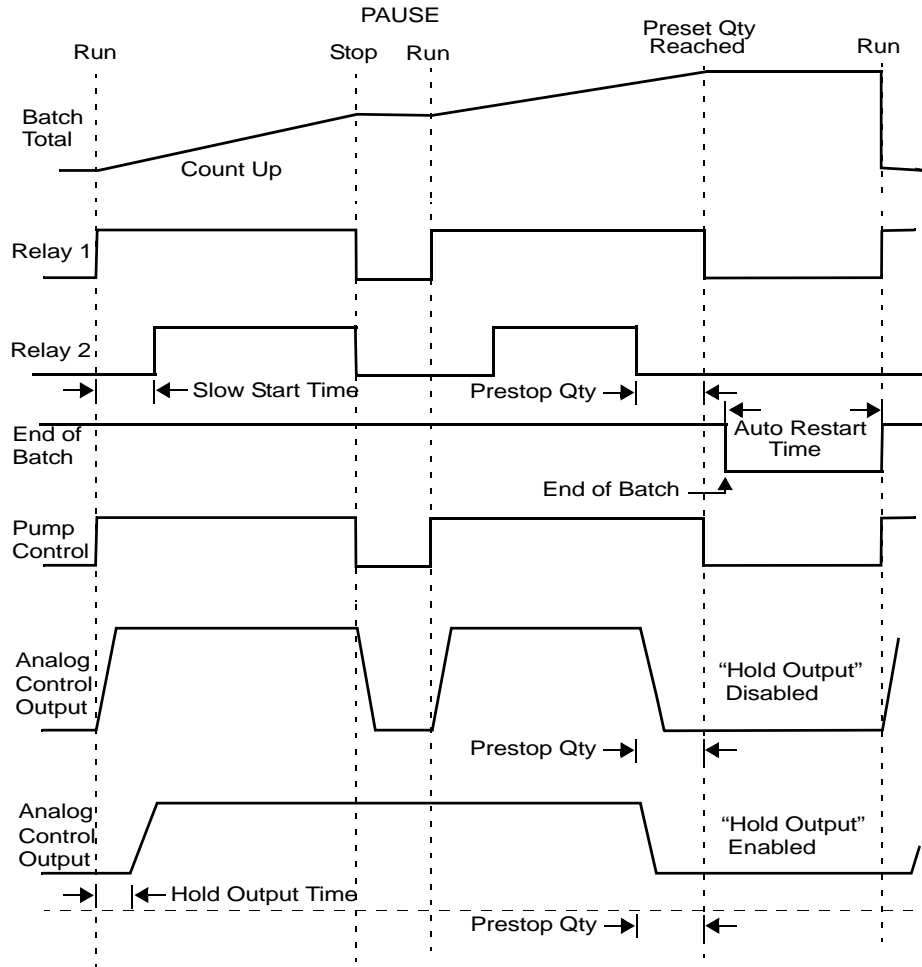 PAUSE
Run
Stop
Run
Preset Qty
Reached
Run
Batch
Total
Count Up
Relay 1
Relay 2
Slow Start Time
Prestop Qty
End of
Batch
Auto Restart
Time
End of Batch
Pump
Control
Analog
Control
Output
“Hold Output”
Disabled
Prestop Qty
Analog
Control
Output
“Hold Output”
Enabled
Hold Output Time
Prestop Qty